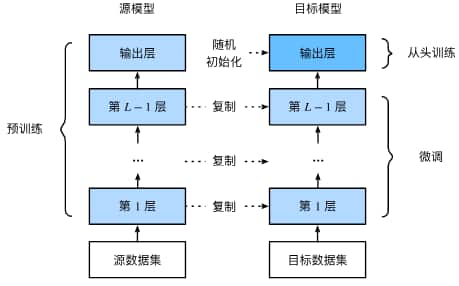 源模型
目标模型
输出层
随机
初始化
输出层
从头训练
第 L − 1 层
复制
第 L − 1 层
预训练
...
复制
...
微调
第 1 层
复制
第 1 层
源数据集
目标数据集